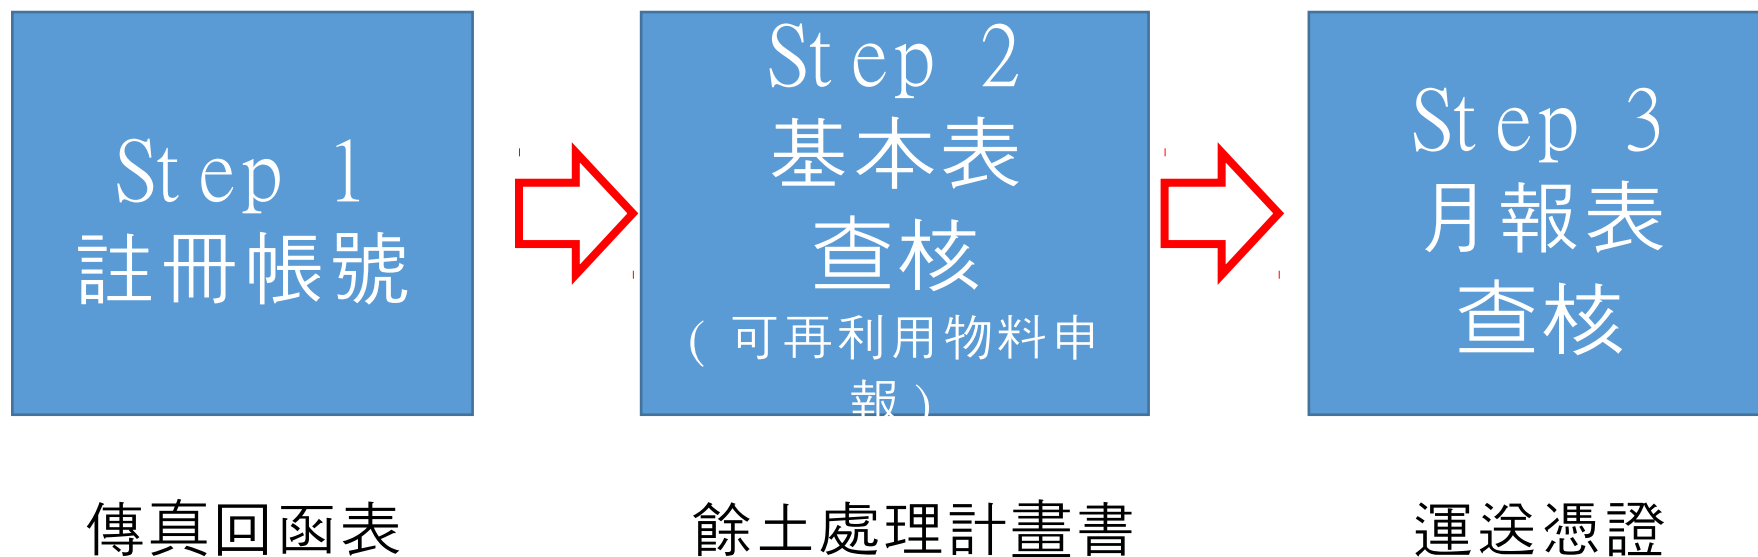 Step 1
註冊帳號
Step 2
基本表
查核
(可再利用物料申
報)
Step 3
月報表
查核
傳真回函表
餘土處理計畫書
運送憑證